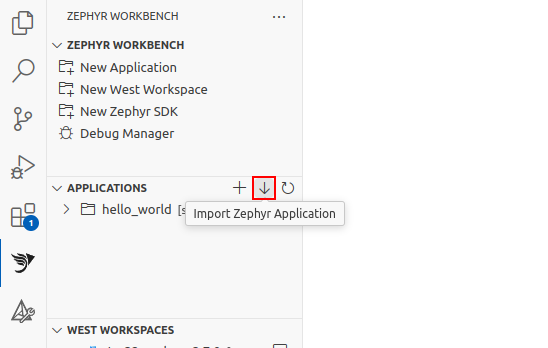 ZEPHYR WORKBENCH
ZEPHYR WORKBENCH
New Application
New West Workspace
New Zephyr SDK
Debug Manager
1
APPLICATIONS
hello_world [s
Import Zephyr Application
WEST WORKSPACES